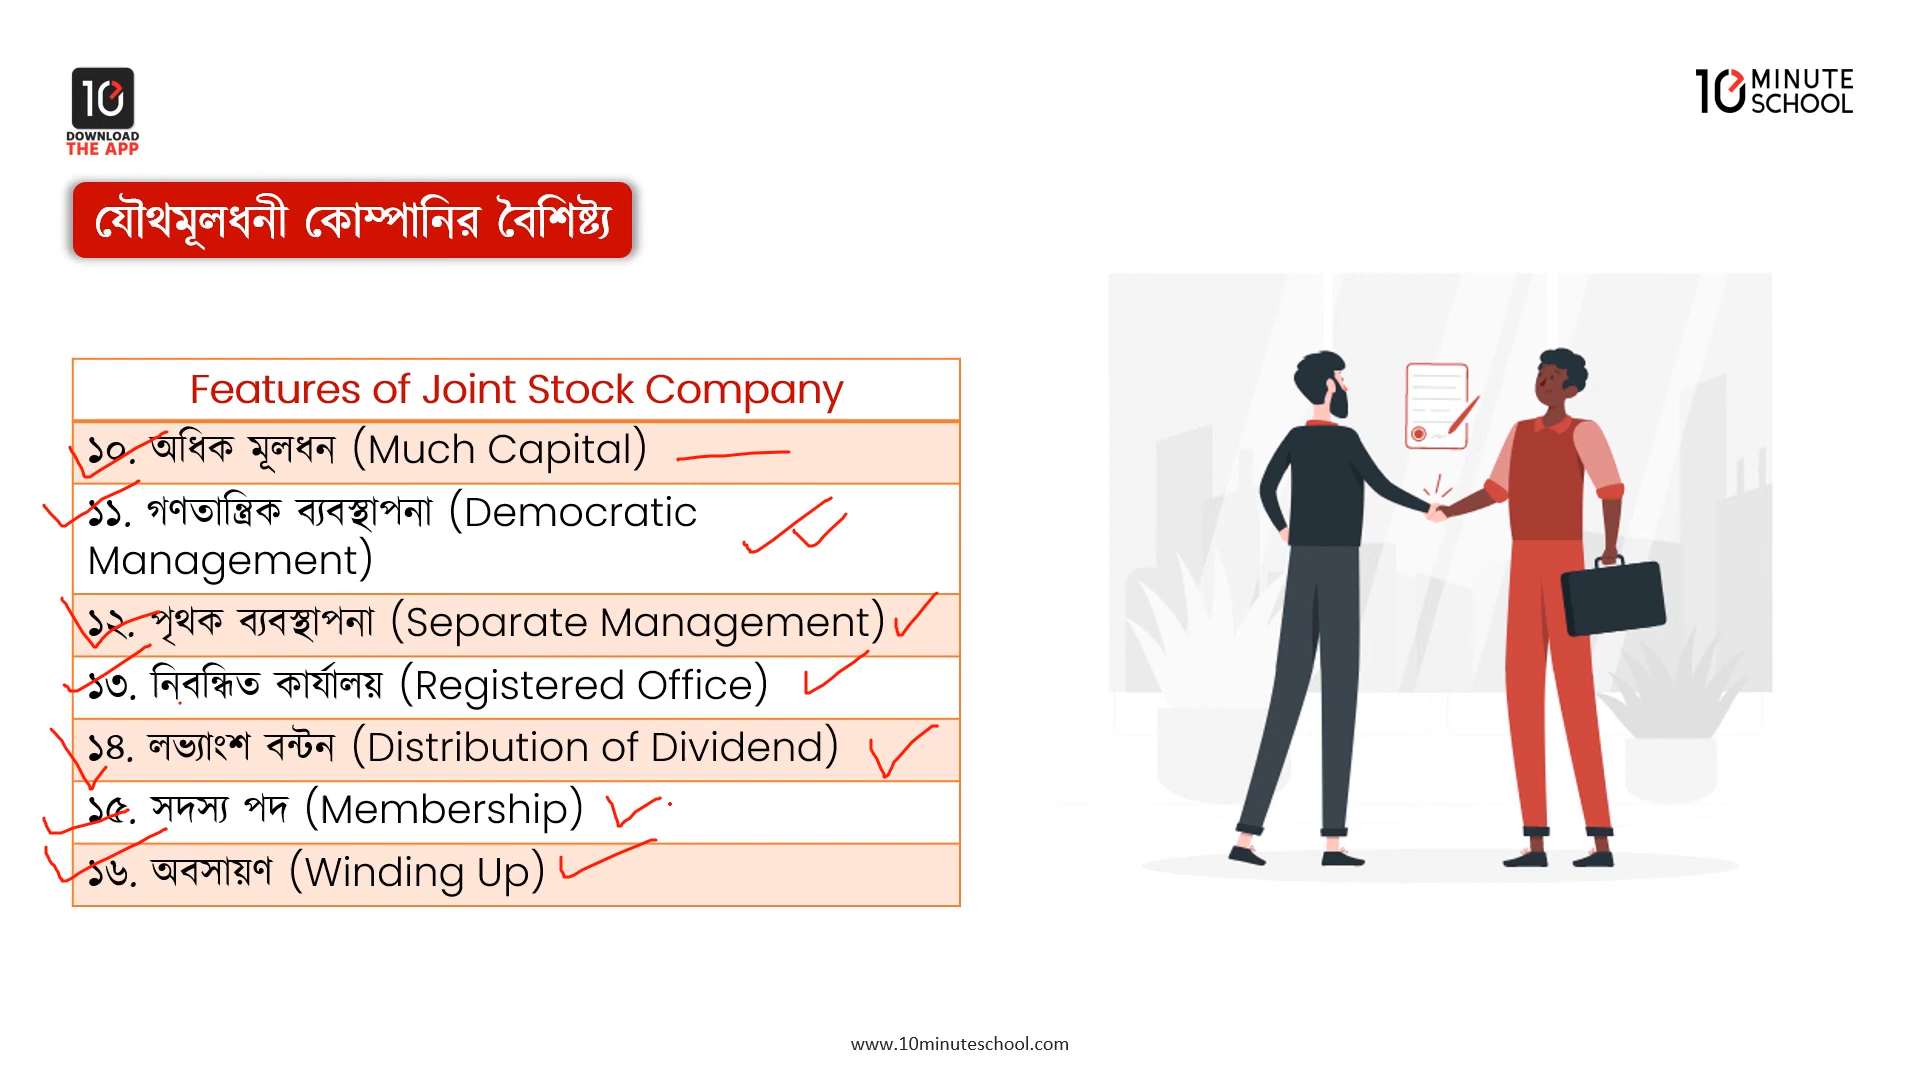 10
DOWNLOAD
THE APP
10 MINUTE
SCHOOL
যৌথমূলধনী কোম্পানির বৈশিষ্ট্য
Features of Joint Stock Company
১০. অধিক মূলধন (Much Capital)
১১. গণতান্ত্রিক ব্যবস্থাপনা (Democratic
Management)
১২. পৃথক ব্যবস্থাপনা (Separate Management)
১৩. নিবন্ধিত কার্যালয় (Registered Office)
১৪. লভ্যাংশ বন্টন (Distribution of Dividend)
১৫. সদস্য পদ (Membership)
১৬. অবসায়ণ (Winding Up)
www.10minuteschool.com